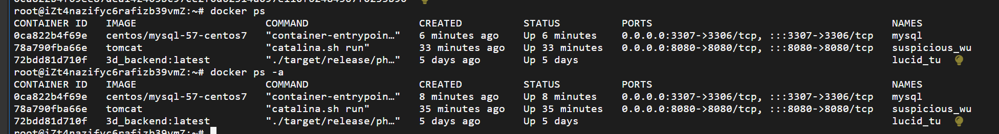 root@iZt4nazifyc6rafizb39vmZ:~# docker ps
CONTAINER ID   IMAGE                     COMMAND                  CREATED          STATUS          PORTS                                         NAMES
0ca822b4f69e   centos/mysql-57-centos7   "container-entrypoin…"   6 minutes ago    Up 6 minutes    0.0.0.0:3307->3306/tcp, :::3307->3306/tcp   mysql
78a790fba66e   tomcat                    "catalina.sh run"        33 minutes ago   Up 33 minutes   0.0.0.0:8080->8080/tcp, :::8080->8080/tcp   suspicious_wu
72bdd81d710f   3d_backend:latest         "./target/release/ph…"   5 days ago       Up 5 days                                                   lucid_tu
root@iZt4nazifyc6rafizb39vmZ:~# docker ps -a
CONTAINER ID   IMAGE                     COMMAND                  CREATED          STATUS          PORTS                                         NAMES
0ca822b4f69e   centos/mysql-57-centos7   "container-entrypoin…"   8 minutes ago    Up 8 minutes    0.0.0.0:3307->3306/tcp, :::3307->3306/tcp   mysql
78a790fba66e   tomcat                    "catalina.sh run"        35 minutes ago   Up 35 minutes   0.0.0.0:8080->8080/tcp, :::8080->8080/tcp   suspicious_wu
72bdd81d710f   3d_backend:latest         "./target/release/ph…"   5 days ago       Up 5 days                                                   lucid_tu
root@iZt4nazifyc6rafizb39vmZ:~#